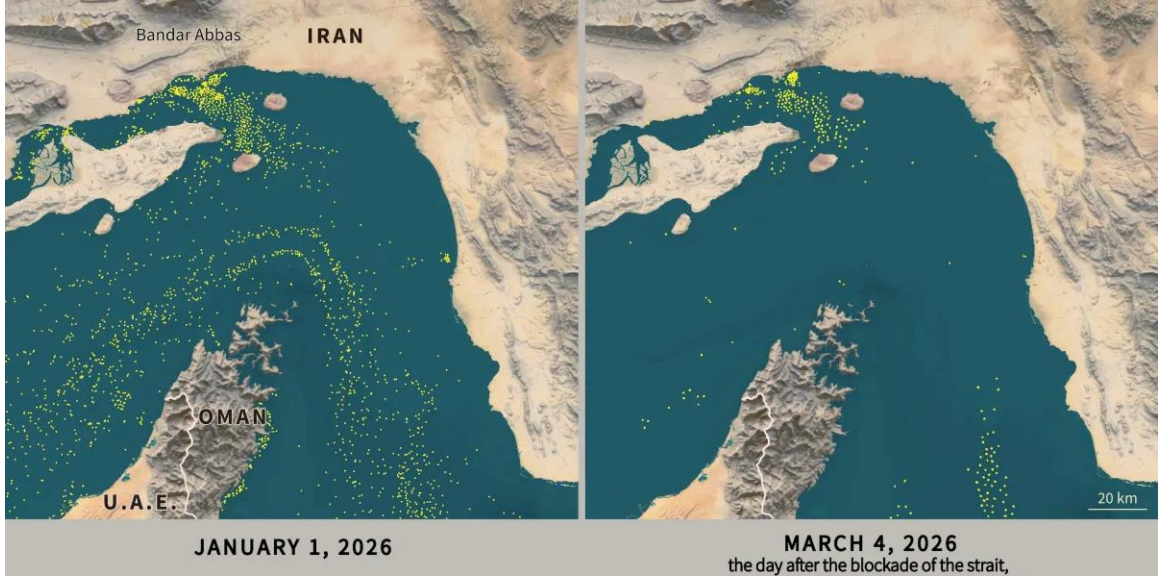 Bandar Abbas
IRAN
OMAN
U.A.E.
20 km
JANUARY 1, 2026
MARCH 4, 2026
the day after the blockade of the strait,